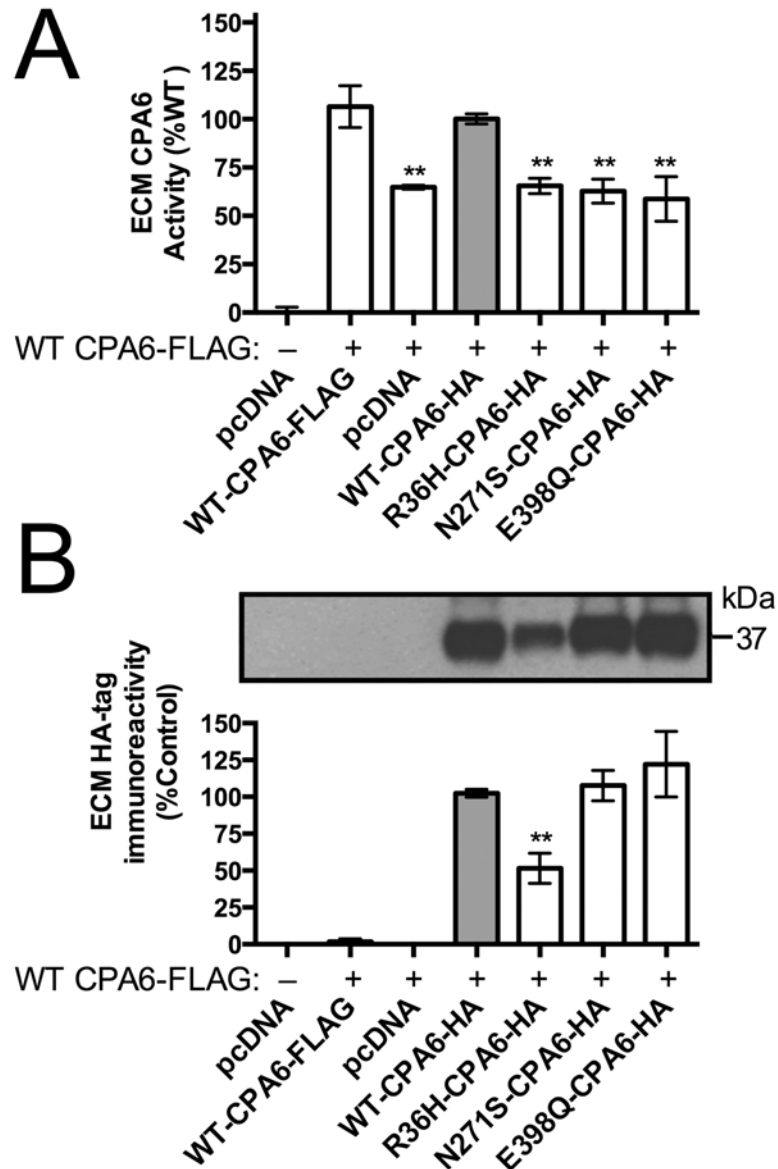 A
ECM CPA6
Activity (%WT )
150
125
100
75
50
25
0
** ** ** **
WT CPA6-FLAG: – + + + + + +
pcDNA
WT-CPA6-FLAG
pcDNA
WT-CPA6-HA
R36H-CPA6-HA
N271S-CPA6-HA
E398Q-CPA6-HA
B
kDa
37
ECM HA-tag
immunoreactivity
(%Control)
150
125
100
75
50
25
0
**
WT CPA6-FLAG: – + + + + + +
pcDNA
WT-CPA6-FLAG
pcDNA
WT-CPA6-HA
R36H-CPA6-HA
N271S-CPA6-HA
E398Q-CPA6-HA